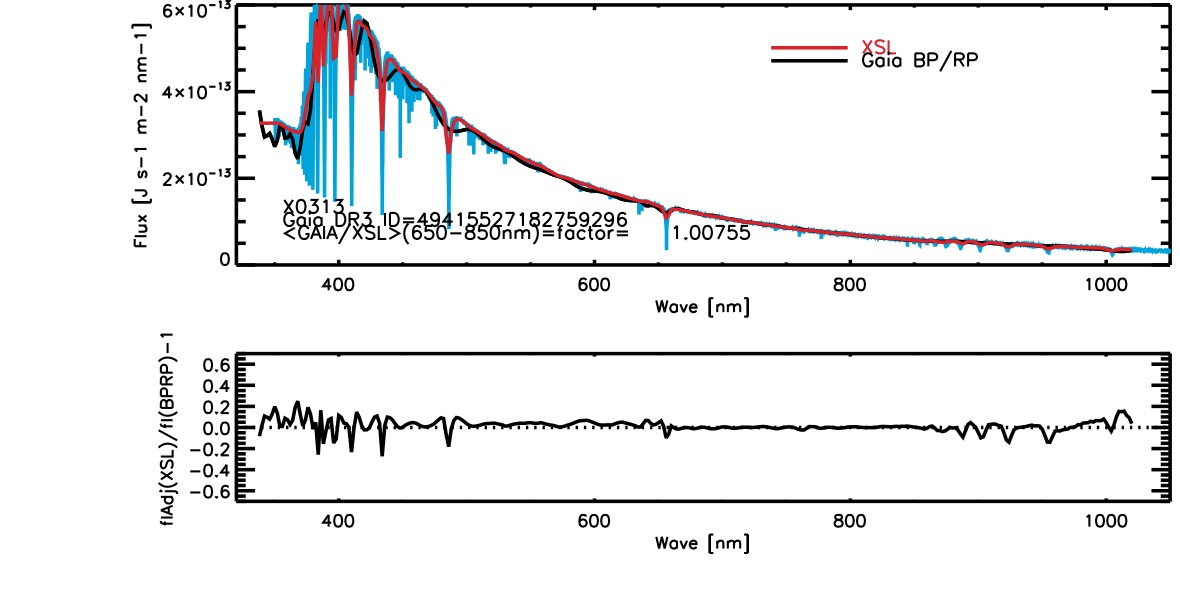 6×10−13
4×10−13
2×10−13
0
Flux [J s−1 m−2 nm−1]
XSL
Gaia BP/RP
X0313
Gaia DR3 ID=49415527182759296
<GAIA/XSL>(650−850nm)=factor= 1.00755
400 600 800 1000
Wave [nm]
flAdj(XSL)/fl(BPRP)−1
0.6
0.4
0.2
0.0
−0.2
−0.4
−0.6
400 600 800 1000
Wave [nm]